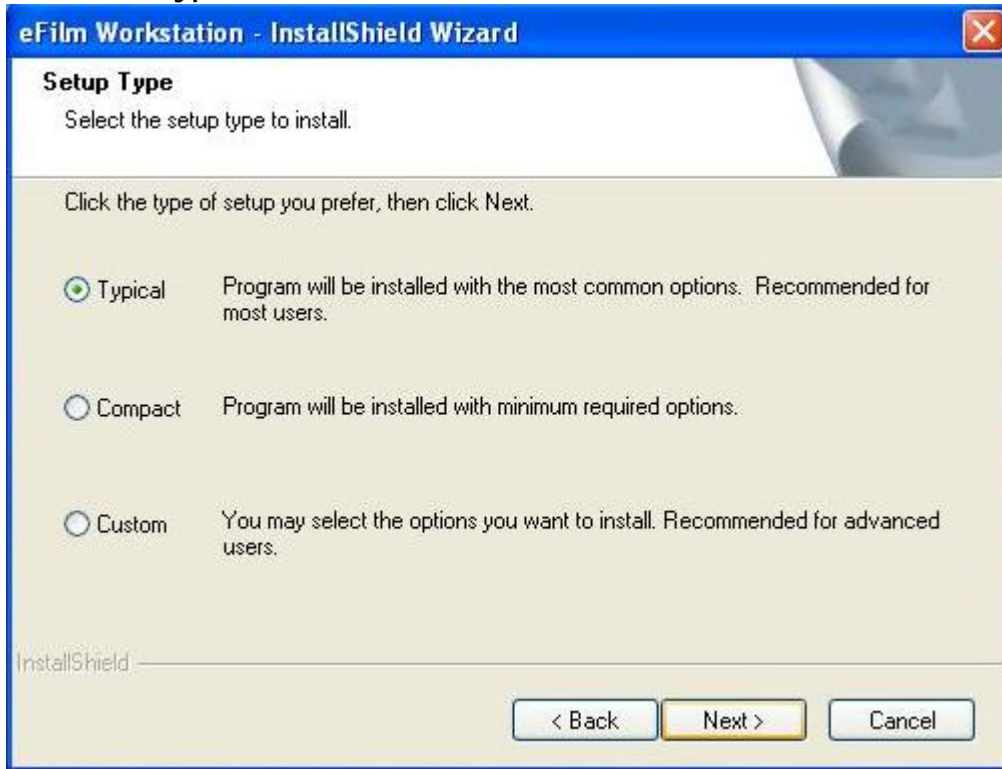 eFilm Workstation - InstallShield Wizard
Setup Type
Select the setup type to install.
Click the type of setup you prefer, then click Next.
Typical Program will be installed with the most common options. Recommended for
most users.
Compact Program will be installed with minimum required options.
Custom You may select the options you want to install. Recommended for advanced
users.
InstallShield
< Back Next > Cancel